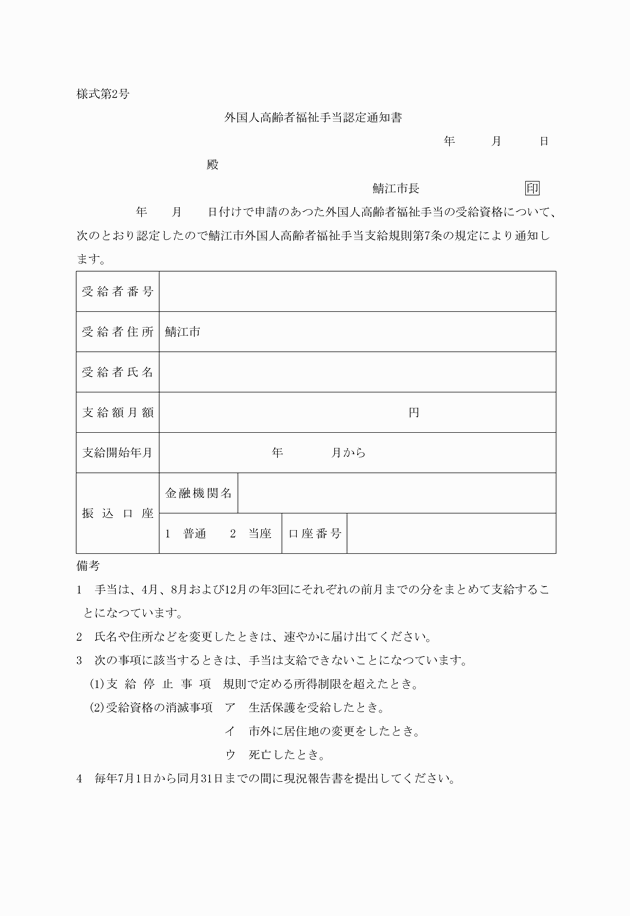 様式第2号
外国人高齢者福祉手当認定通知書
年　　　月　　　日
殿
鯖江市長　　　　　　　　　印
年　　月　　日付けで申請のあつた外国人高齢者福祉手当の受給資格について、
次のとおり認定したので鯖江市外国人高齢者福祉手当支給規則第7条の規定により通知し
ます。
受給者番号
受給者住所　鯖江市
受給者氏名
支給額月額　円
支給開始年月　年　　　　月から
振込口座
金融機関名
1　普通　　2　当座　口座番号
備考
1　手当は、4月、8月および12月の年3回にそれぞれの前月までの分をまとめて支給するこ
とになつています。
2　氏名や住所などを変更したときは、速やかに届け出てください。
3　次の事項に該当するときは、手当は支給できないことになつています。
(1)支給停止事項　規則で定める所得制限を超えたとき。
(2)受給資格の消滅事項　ア　生活保護を受給したとき。
イ　市外に居住地の変更をしたとき。
ウ　死亡したとき。
4　毎年7月1日から同月31日までの間に現況報告書を提出してください。